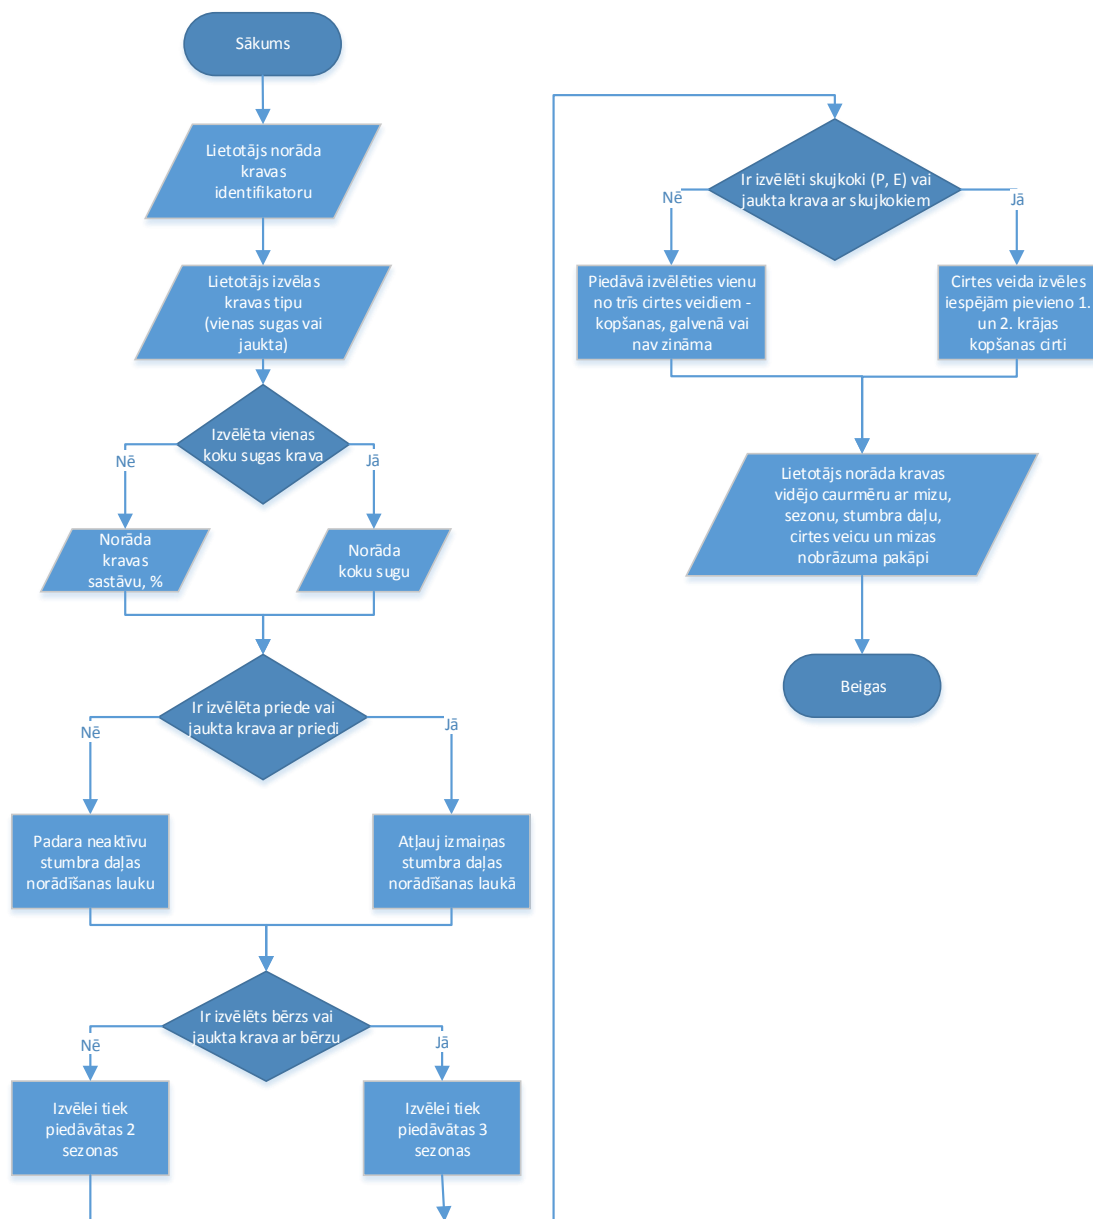 Sākums
Lietotājs norāda
kravas
identifikatoru
Lietotājs izvēlas
kravas tipu
(vienas sugas vai
jaukta)
Izvēlēta vienas
koku sugas krava
Nē
Jā
Norāda
kravas
sastāvu, %
Norāda
koku sugu
Ir izvēlēta priede vai
jaukta krava ar priedi
Nē
Jā
Padara neaktīvu
stumbra daļas
norādīšanas lauku
Atļauj izmaiņas
stumbra daļas
norādīšanas laukā
Ir izvēlēts bērzs vai
jaukta krava ar bērzu
Nē
Jā
Izvēlei tiek
piedāvātas 2
sezonas
Izvēlei tiek
piedāvātas 3
sezonas
Ir izvēlēti skujkoki (P, E) vai
jaukta krava ar skujkokiem
Nē
Jā
Piedāvā izvēlēties vienu
no trīs cirtes veidiem -
kopšanas, galvenā vai
nav zināma
Cirtes veida izvēles
iespējām pievieno 1.
un 2. krājas
kopšanas cirti
Lietotājs norāda kravas
vidējo caurmēru ar mizu,
sezonu, stumbra daļu,
cirtes veicu un mizas
nobrāzuma pakāpi
Beigas